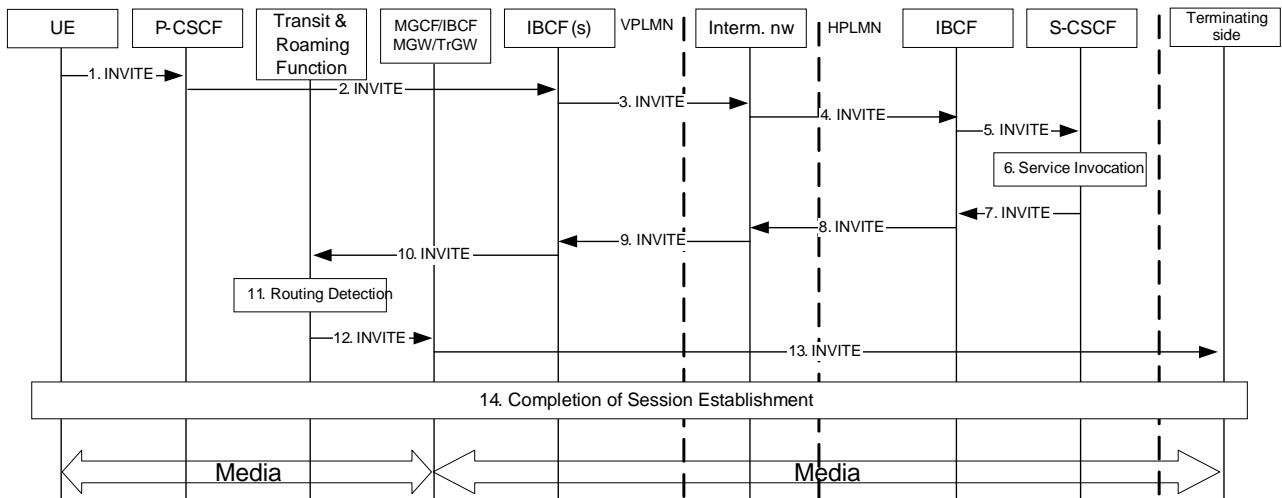 UE
P-CSCF
Transit &
Roaming
Function
MGCF/IBCF
MGW/TrGW
IBCF(s)
VPLMN
Interm. nw
HPLMN
IBCF
S-CSCF
Terminating
side
1. INVITE
2. INVITE
3. INVITE
4. INVITE
5. INVITE
6. Service Invocation
7. INVITE
8. INVITE
9. INVITE
10. INVITE
11. Routing Detection
12. INVITE
13. INVITE
14. Completion of Session Establishment
Media
Media